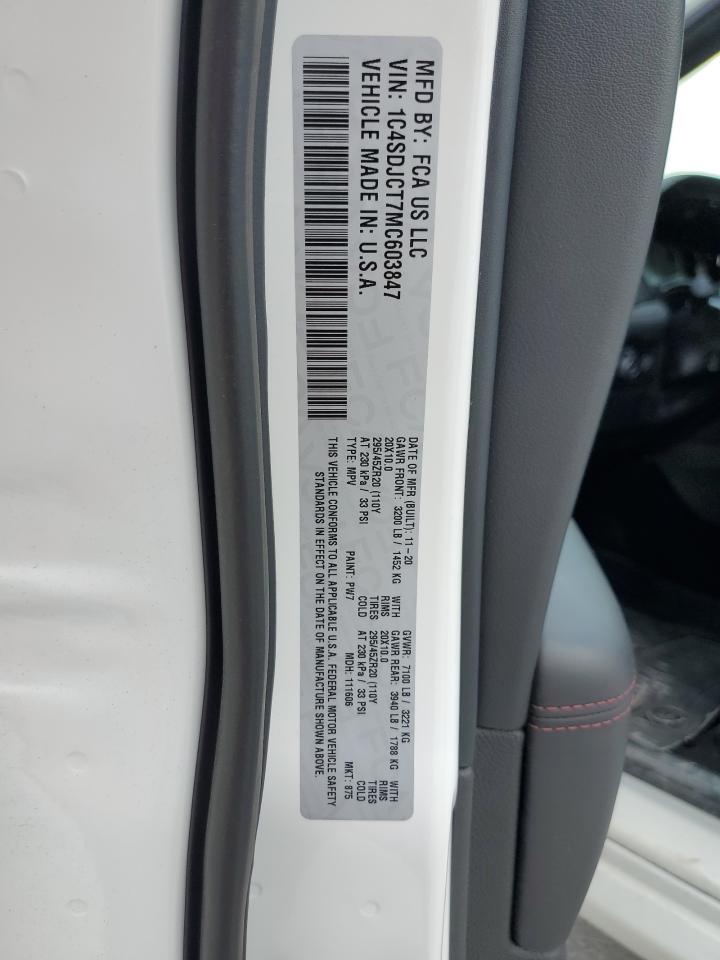 MFD BY: FCA US LLC
VIN: 1C4SDJCT7MC603847
VEHICLE MADE IN: U.S.A.
DATE OF MFR (BUILT): 11-20 GVWR: 7100 LB / 3221 KG
GAWR FRONT: 3200 LB / 1452 KG WITH GAWR REAR: 3940 LB / 1788 KG WITH
20X10.0 RIMS 20X10.0 RIMS
295/45ZR20 (110Y TIRES 295/45ZR20 (110Y TIRES
AT 230 kPa / 33 PSI COLD AT 230 kPa / 33 PSI COLD
TYPE: MPV PAINT: PW7 MDH: 111606 MKT: 875
THIS VEHICLE CONFORMS TO ALL APPLICABLE U.S.A. FEDERAL MOTOR VEHICLE SAFETY
STANDARDS IN EFFECT ON THE DATE OF MANUFACTURE SHOWN ABOVE.